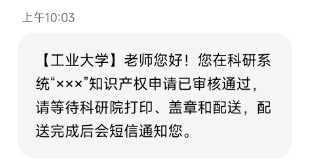 上午10:03
【工业大学】老师您好！您在科研系
统“×××”知识产权申请已审核通过，
请等待科研院打印、盖章和配送，配
送完成后会短信通知您。